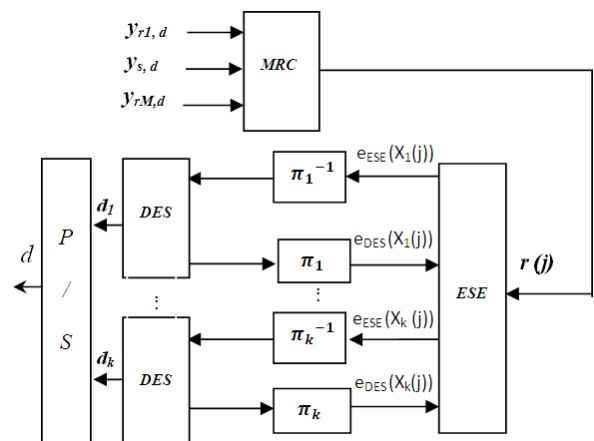 y_{r1, d}
y_{s, d}
y_{rM,d}
MRC
e_{ESE}(X_1(j))
π_1^{-1}
DES
d_1
P
/
S
d
e_{DES}(X_1(j))
π_1
ESE
r (j)
⋮
⋮
e_{ESE}(X_k(j))
π_k^{-1}
DES
d_k
e_{DES}(X_k(j))
π_k